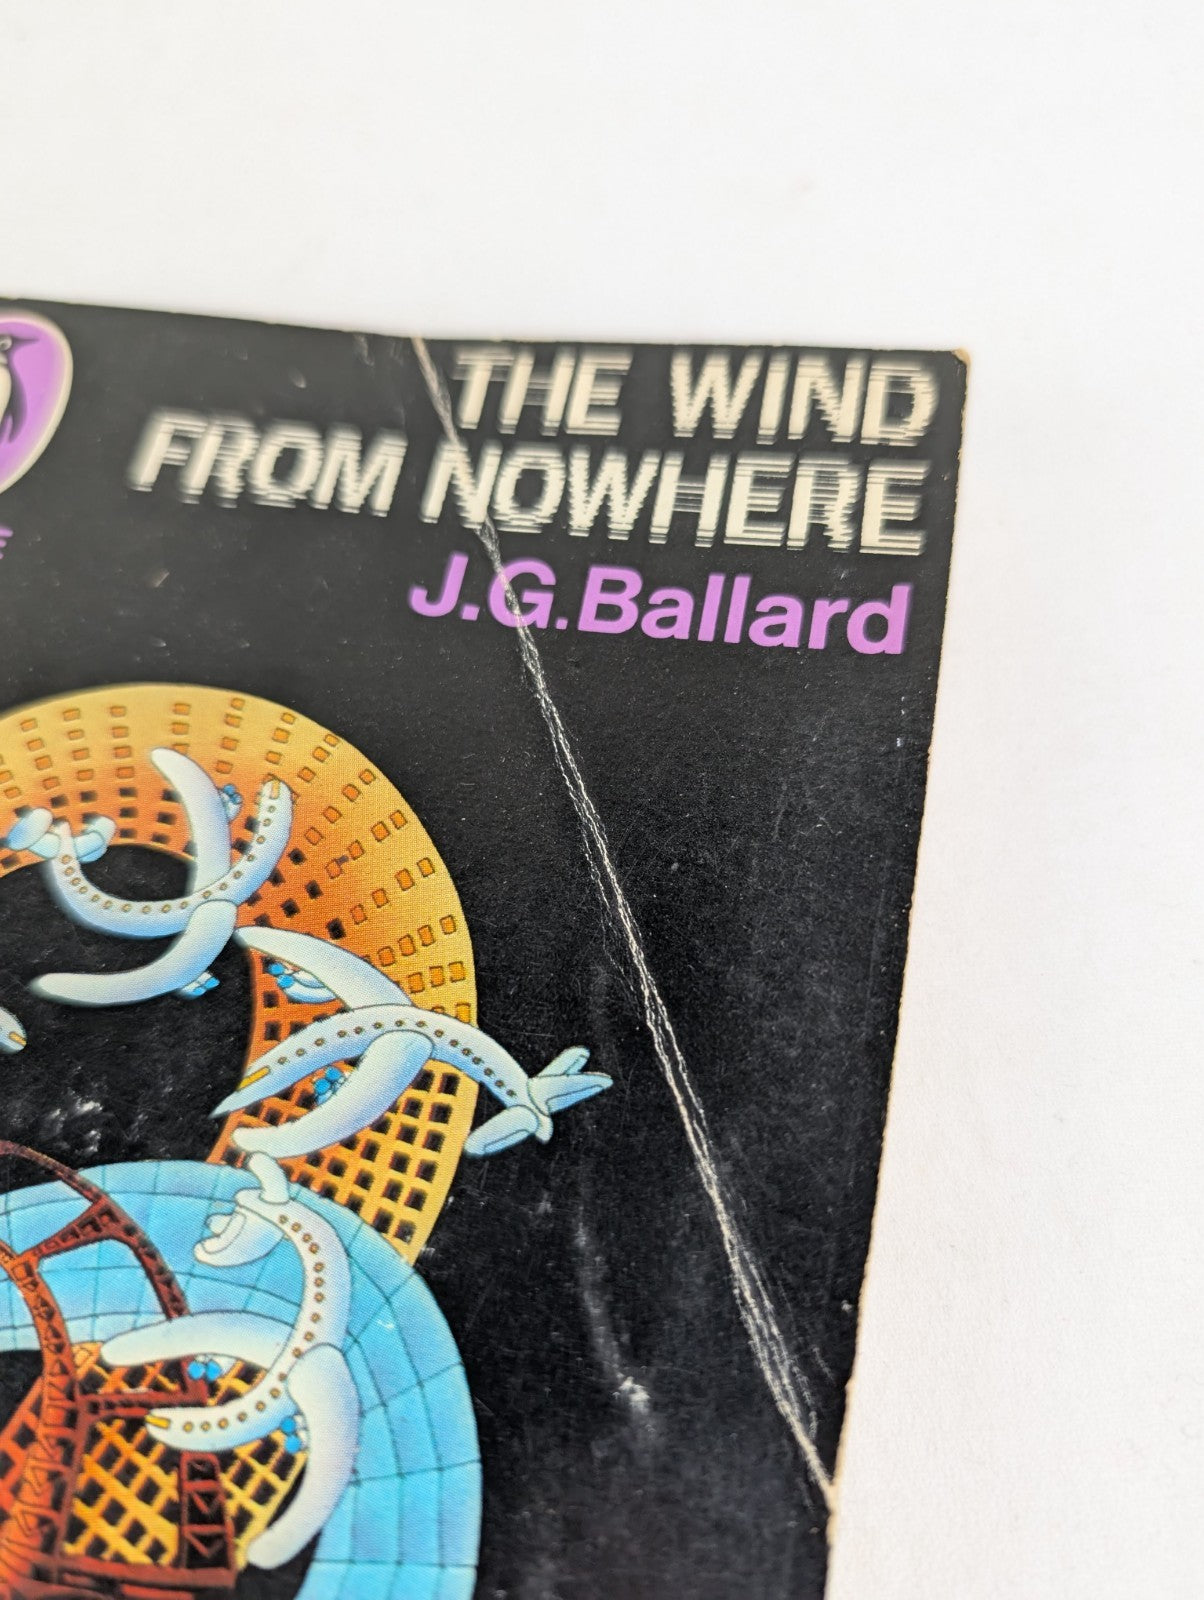 THE WIND
FROM NOWHERE
J.G.Ballard